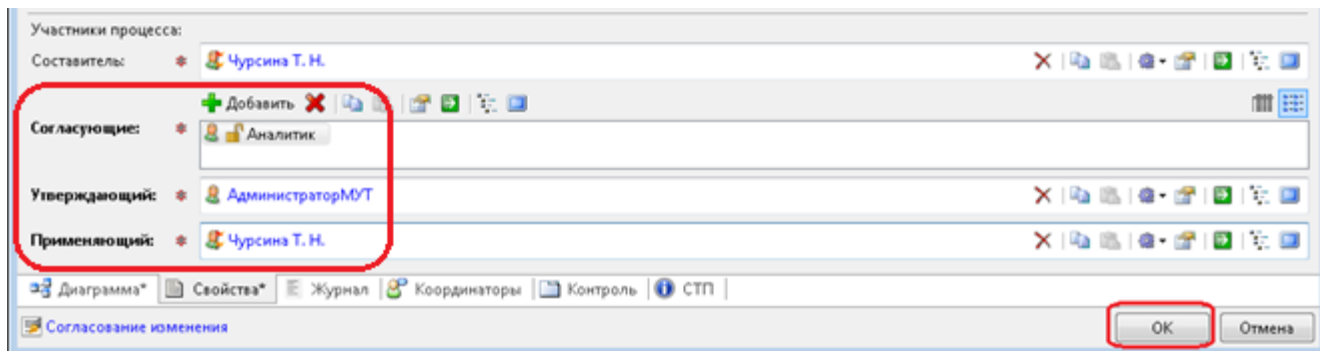 Участники процесса:
Составитель: * Чурсина Т. Н.
Добавить
Согласующие: * Аналитик
Утверждающий: * АдминистраторМУТ
Применяющий: * Чурсина Т. Н.
Диаграмма* Свойства* Журнал Координаторы Контроль СТП
Согласование изменения OK Отмена